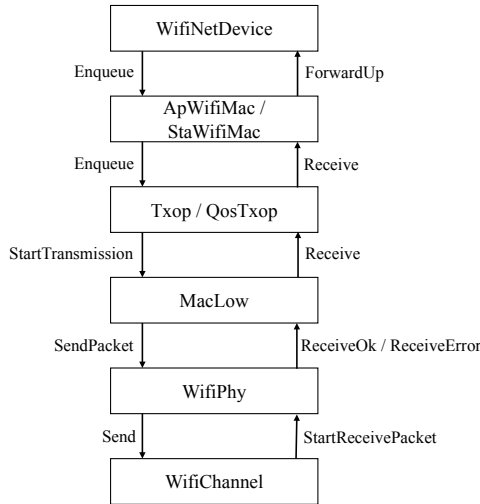 WifiNetDevice
Enqueue
ForwardUp
ApWifiMac /
StaWifiMac
Enqueue
Receive
Txop / QosTxop
StartTransmission
Receive
MacLow
SendPacket
ReceiveOk / ReceiveError
WifiPhy
Send
StartReceivePacket
WifiChannel